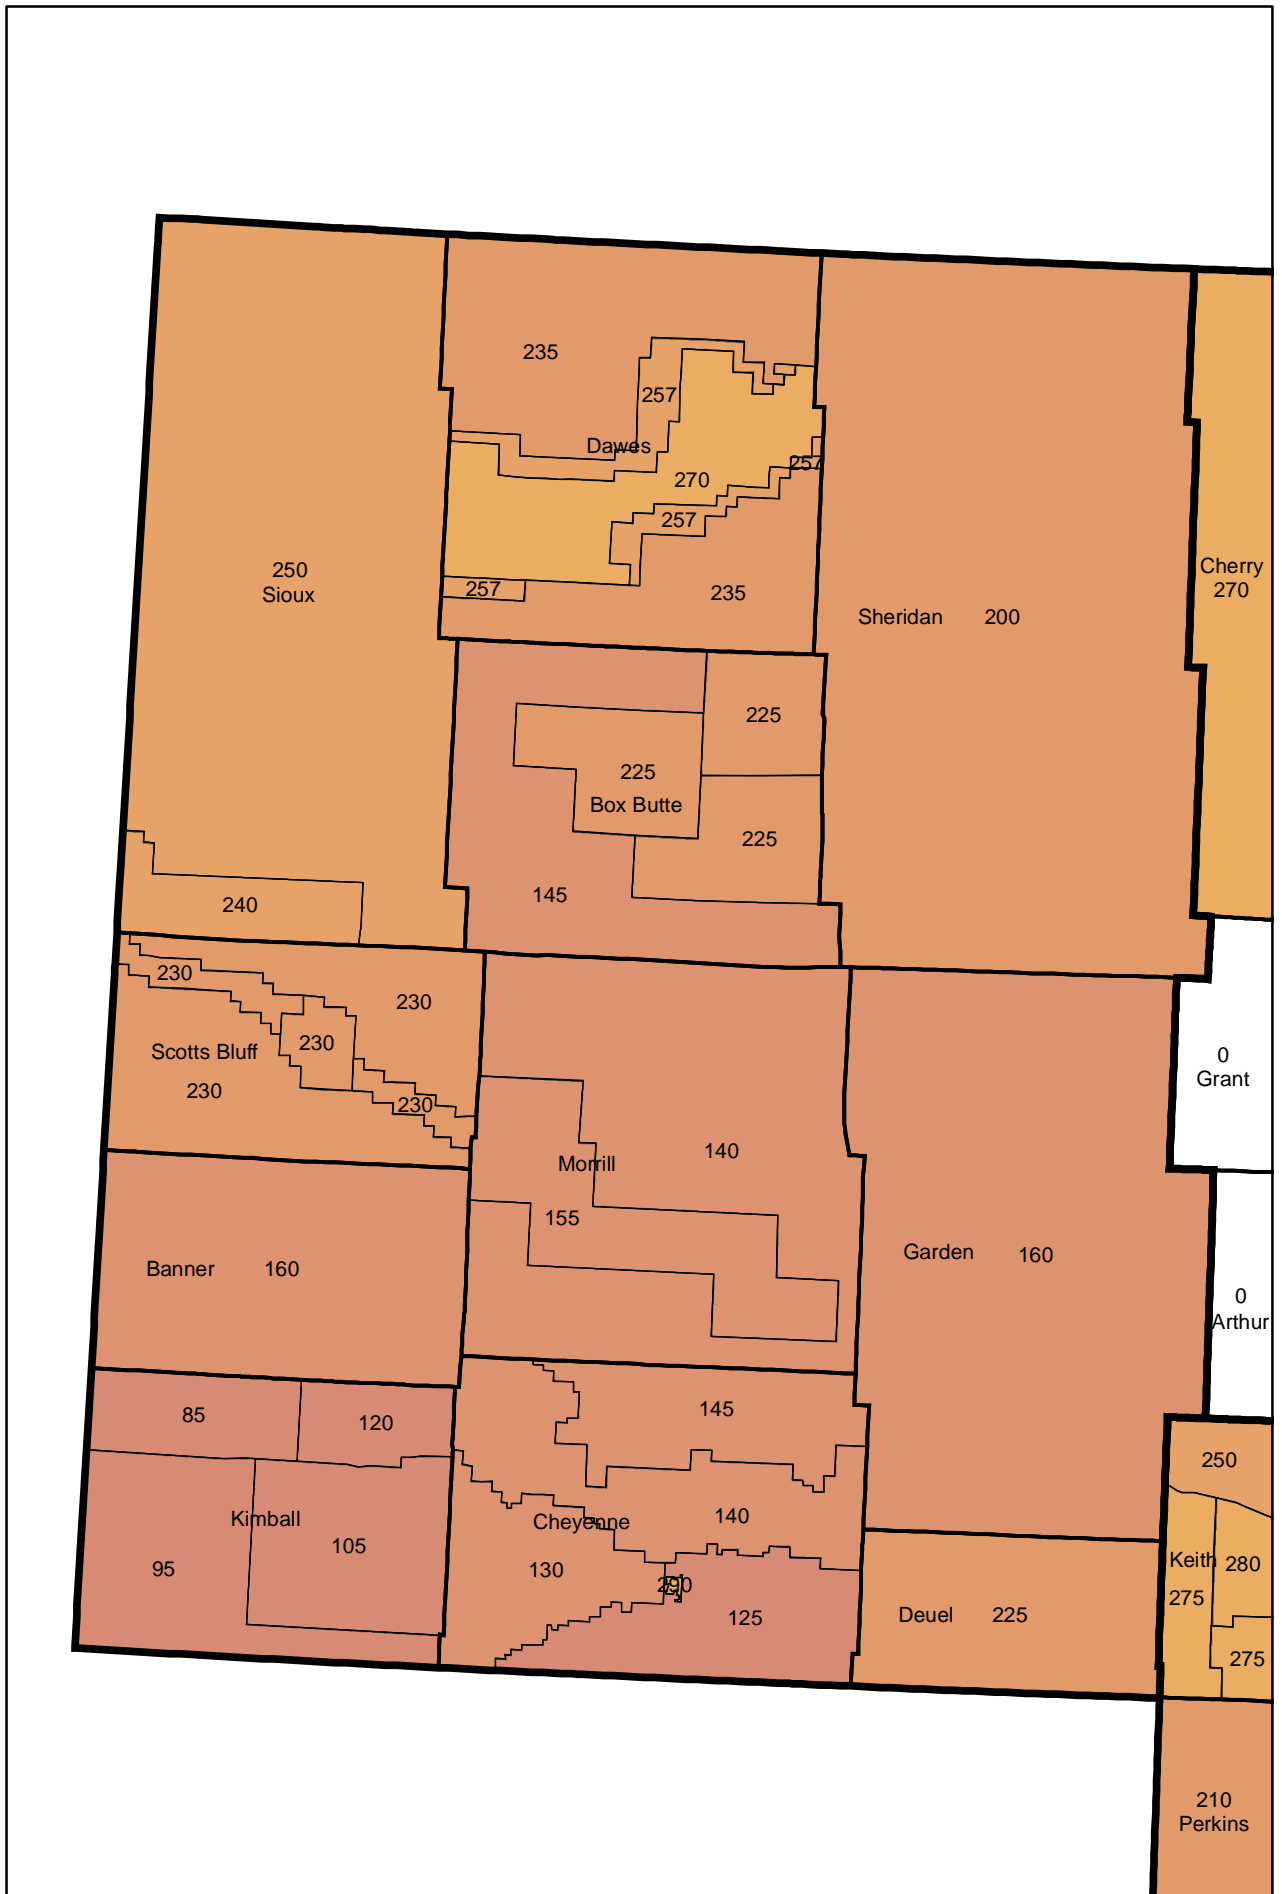 235
257
Dawes
257
270
257
250
Sioux
257
235
Sheridan 200
Cherry
270
225
225
Box Butte
225
145
240
230
230
230
Scotts Bluff
230
230
0
Grant
140
Morrill
155
Banner 160
Garden 160
0
Arthur
85
120
145
250
Kimball
105
95
Cheyenne
140
130
290
125
Deuel 225
Keith
280
275
275
210
Perkins